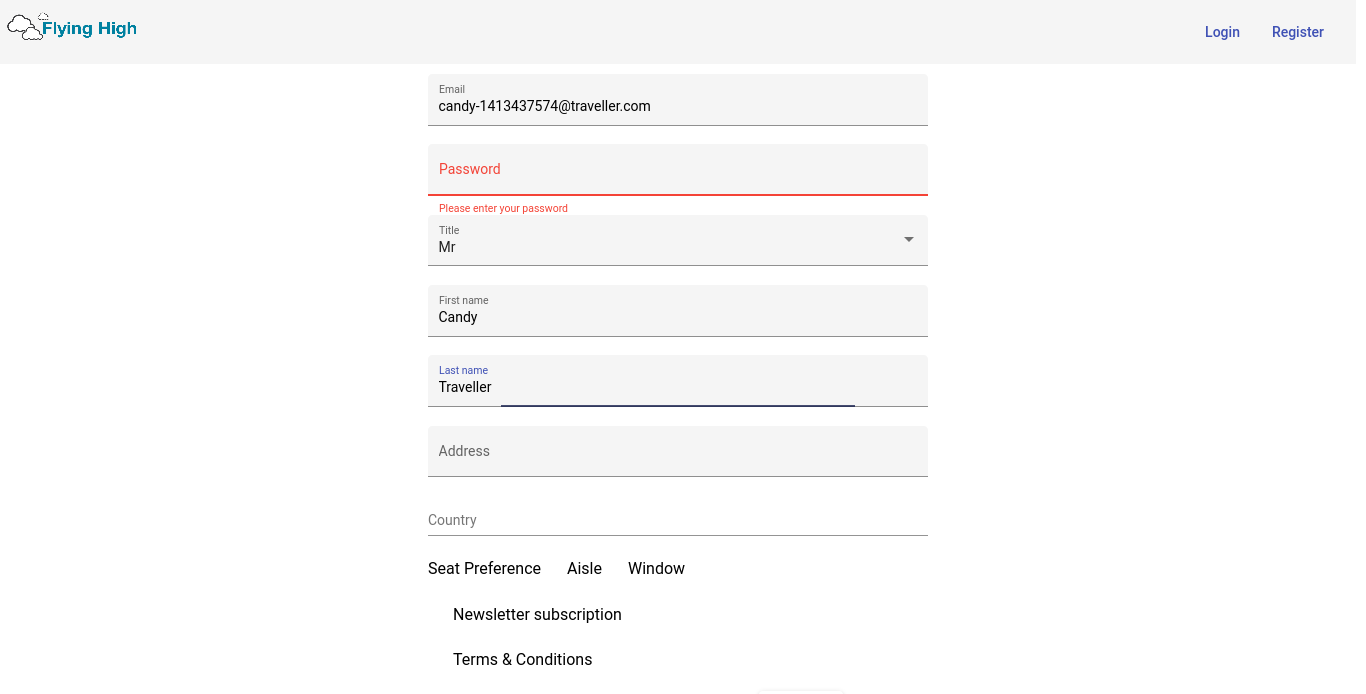 Flying High
Login Register
Email
candy-1413437574@traveller.com
Password
Please enter your password
Title
Mr
First name
Candy
Last name
Traveller
Address
Country
Seat Preference Aisle Window
Newsletter subscription
Terms & Conditions